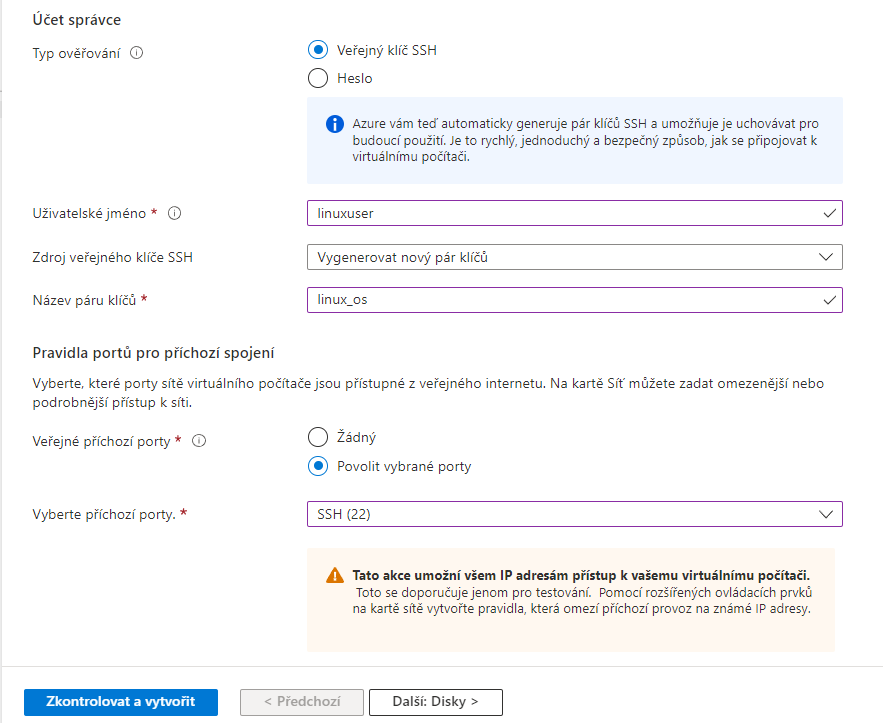 Účet správce
Typ ověřování
Veřejný klíč SSH
Heslo
Azure vám teď automaticky generuje pár klíčů SSH a umožňuje je uchovávat pro
budoucí použití. Je to rychlý, jednoduchý a bezpečný způsob, jak se připojovat k
virtuálnímu počítači.
Uživatelské jméno *
linuxuser
Zdroj veřejného klíče SSH
Vygenerovat nový pár klíčů
Název páru klíčů *
linux_os
Pravidla portů pro příchozí spojení
Vyberte, které porty sítě virtuálního počítače jsou přístupné z veřejného internetu. Na kartě Síť můžete zadat omezenější nebo
podrobnější přístup k síti.
Veřejné příchozí porty *
Žádný
Povolit vybrané porty
Vyberte příchozí porty. *
SSH (22)
Tato akce umožní všem IP adresám přístup k vašemu virtuálnímu počítači.
Toto se doporučuje jenom pro testování. Pomocí rozšířených ovládacích prvků
na kartě sítě vytvořte pravidla, která omezí příchozí provoz na známé IP adresy.
Zkontrolovat a vytvořit
< Předchozí
Další: Disky >